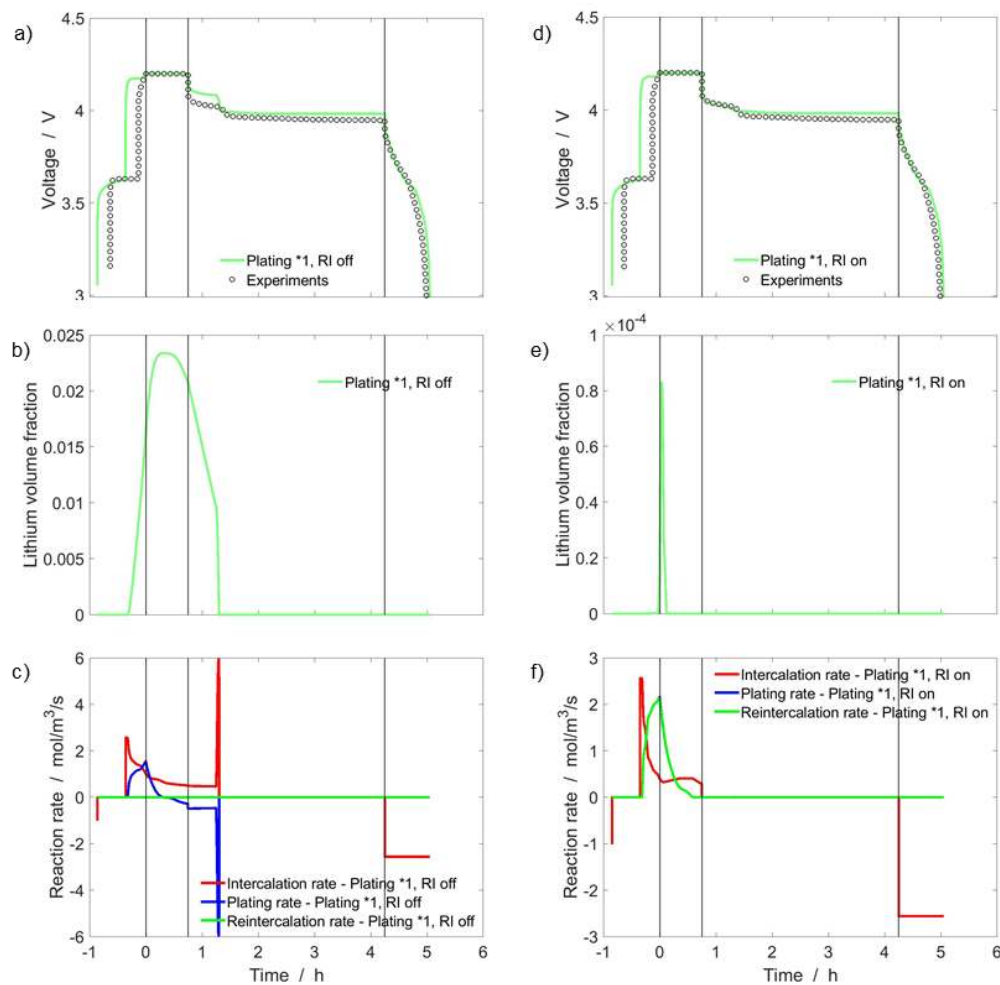 a)
4.5
4
3.5
3
Voltage / V
Plating *1, RI off
Experiments
b)
0.025
0.02
0.015
0.01
0.005
0
Lithium volume fraction
Plating *1, RI off
c)
6
4
2
0
-2
-4
-6
Reaction rate / mol/m³/s
Intercalation rate - Plating *1, RI off
Plating rate - Plating *1, RI off
Reintercalation rate - Plating *1, RI off
-1 0 1 2 3 4 5 6
Time / h
d)
4.5
4
3.5
3
Voltage / V
Plating *1, RI on
Experiments
e)
×10⁻⁴
1
0.8
0.6
0.4
0.2
0
Lithium volume fraction
Plating *1, RI on
f)
3
2
1
0
-1
-2
-3
Reaction rate / mol/m³/s
Intercalation rate - Plating *1, RI on
Plating rate - Plating *1, RI on
Reintercalation rate - Plating *1, RI on
-1 0 1 2 3 4 5 6
Time / h